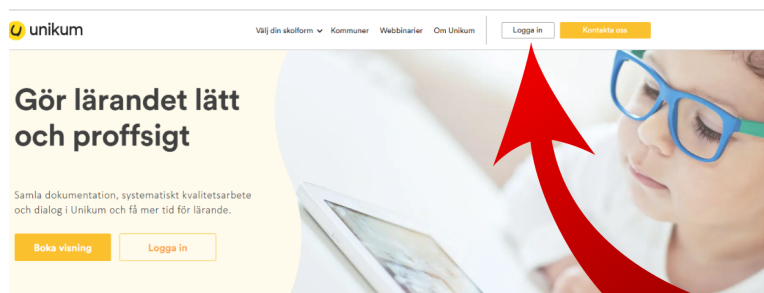 unikum
Välj din skolform Kommuner Webbinarier Om Unikum Logga in Kontakta oss
Gör lärandet lätt
och proffsigt
Samla dokumentation, systematiskt kvalitetsarbete
och dialog i Unikum och få mer tid för lärande.
Boka visning Logga in